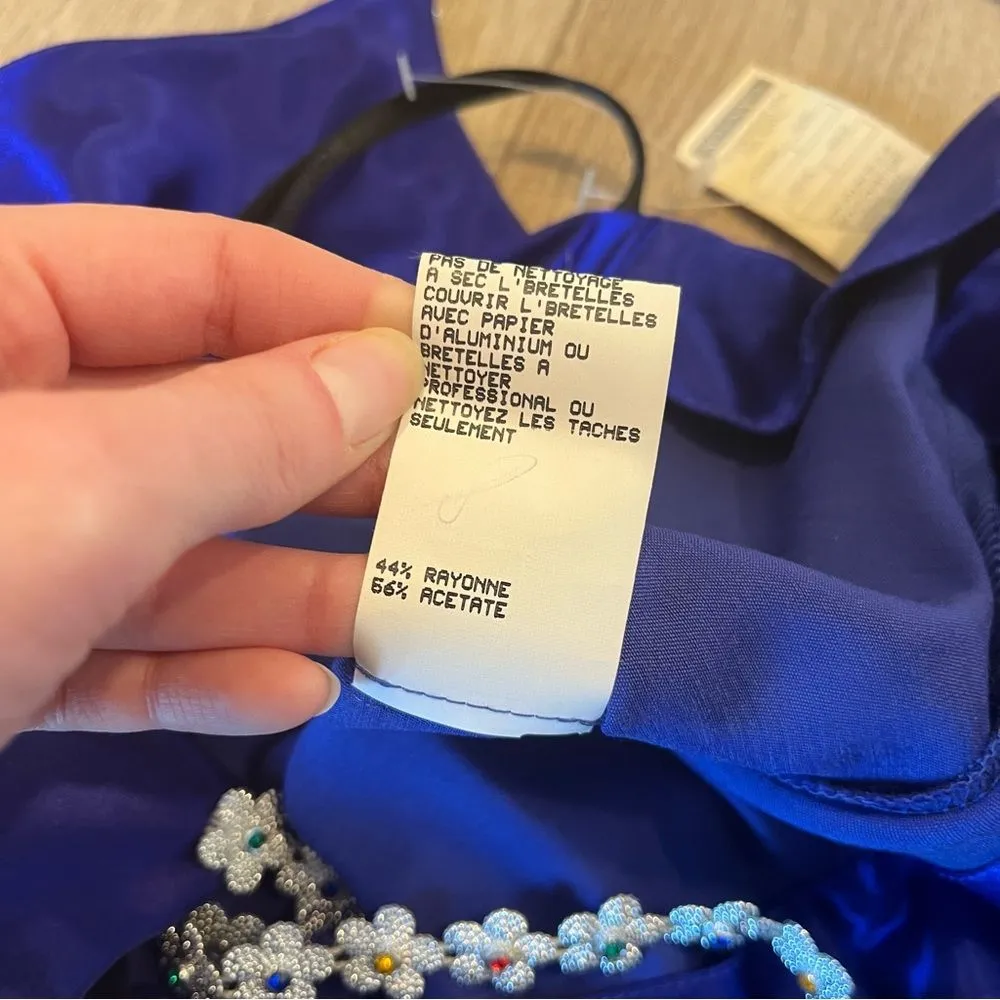 PAS DE NETTOYAGE
A SEC L'BRETELLES
COUVRIR L'BRETELLES
AVEC PAPIER
D'ALUMINIUM OU
BRETELLES A
NETTOYER
PROFESSIONAL OU
NETTOYEZ LES TACHES
SEULEMENT
44% RAYONNE
56% ACETATE